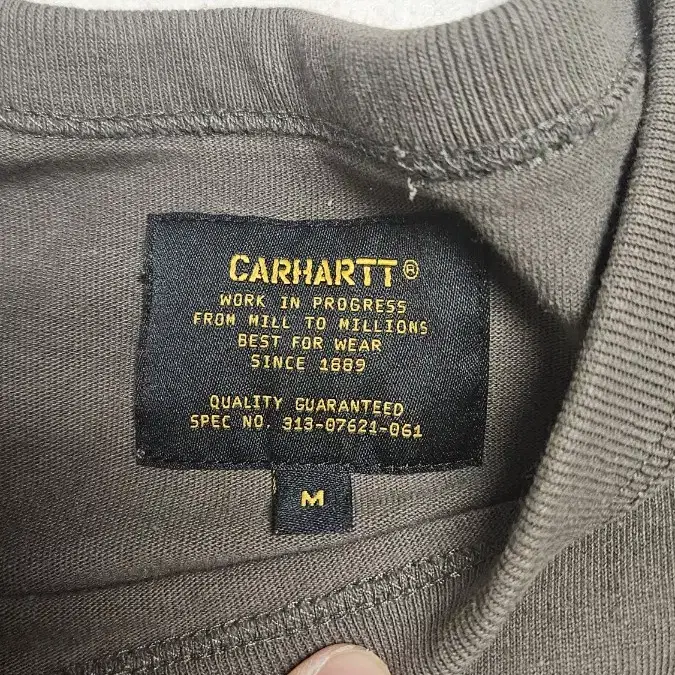 CARHARTT®
WORK IN PROGRESS
FROM MILL TO MILLIONS
BEST FOR WEAR
SINCE 1889
QUALITY GUARANTEED
SPEC NO. 313-07621-061
M